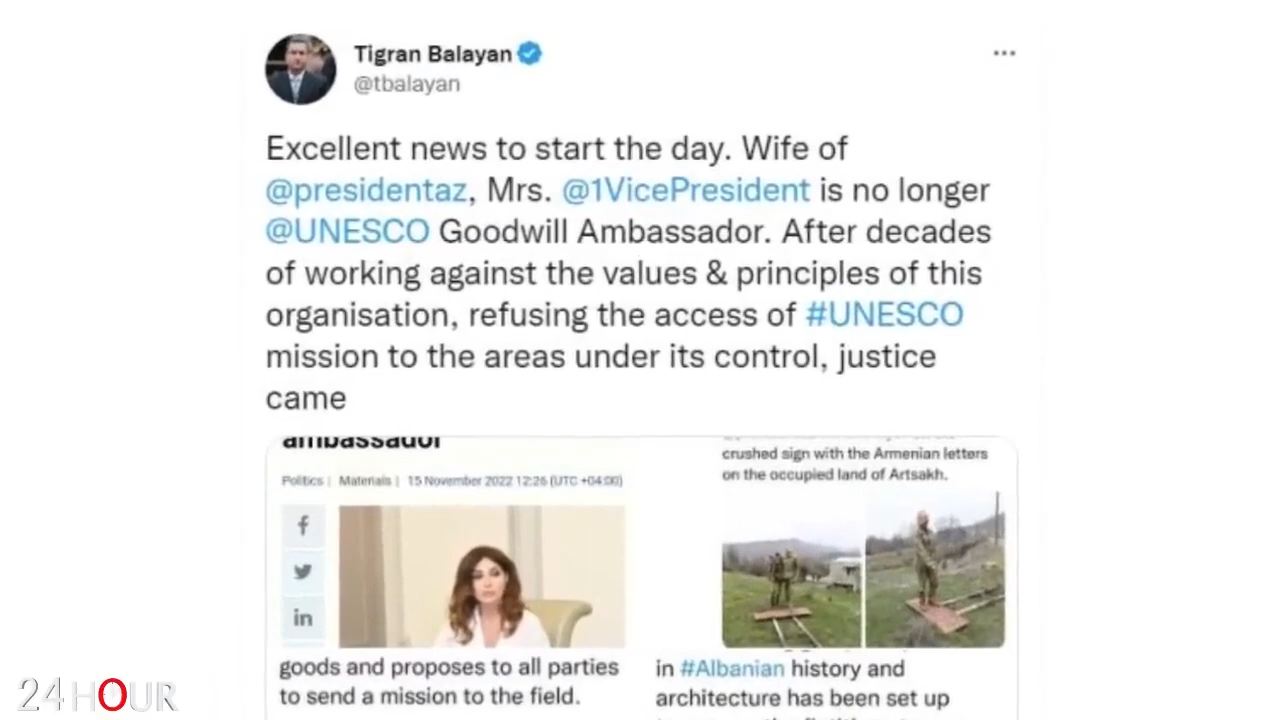 Tigran Balayan
@tbalayan
Excellent news to start the day. Wife of
@presidentaz, Mrs. @1VicePresident is no longer
@UNESCO Goodwill Ambassador. After decades
of working against the values & principles of this
organisation, refusing the access of #UNESCO
mission to the areas under its control, justice
came
ambassador
Politics | Materials | 15 November 2022 12:26 (UTC +04:00)
f
in
goods and proposes to all parties
to send a mission to the field.
crushed sign with the Armenian letters
on the occupied land of Artsakh.
in #Albanian history and
architecture has been set up
24HOUR